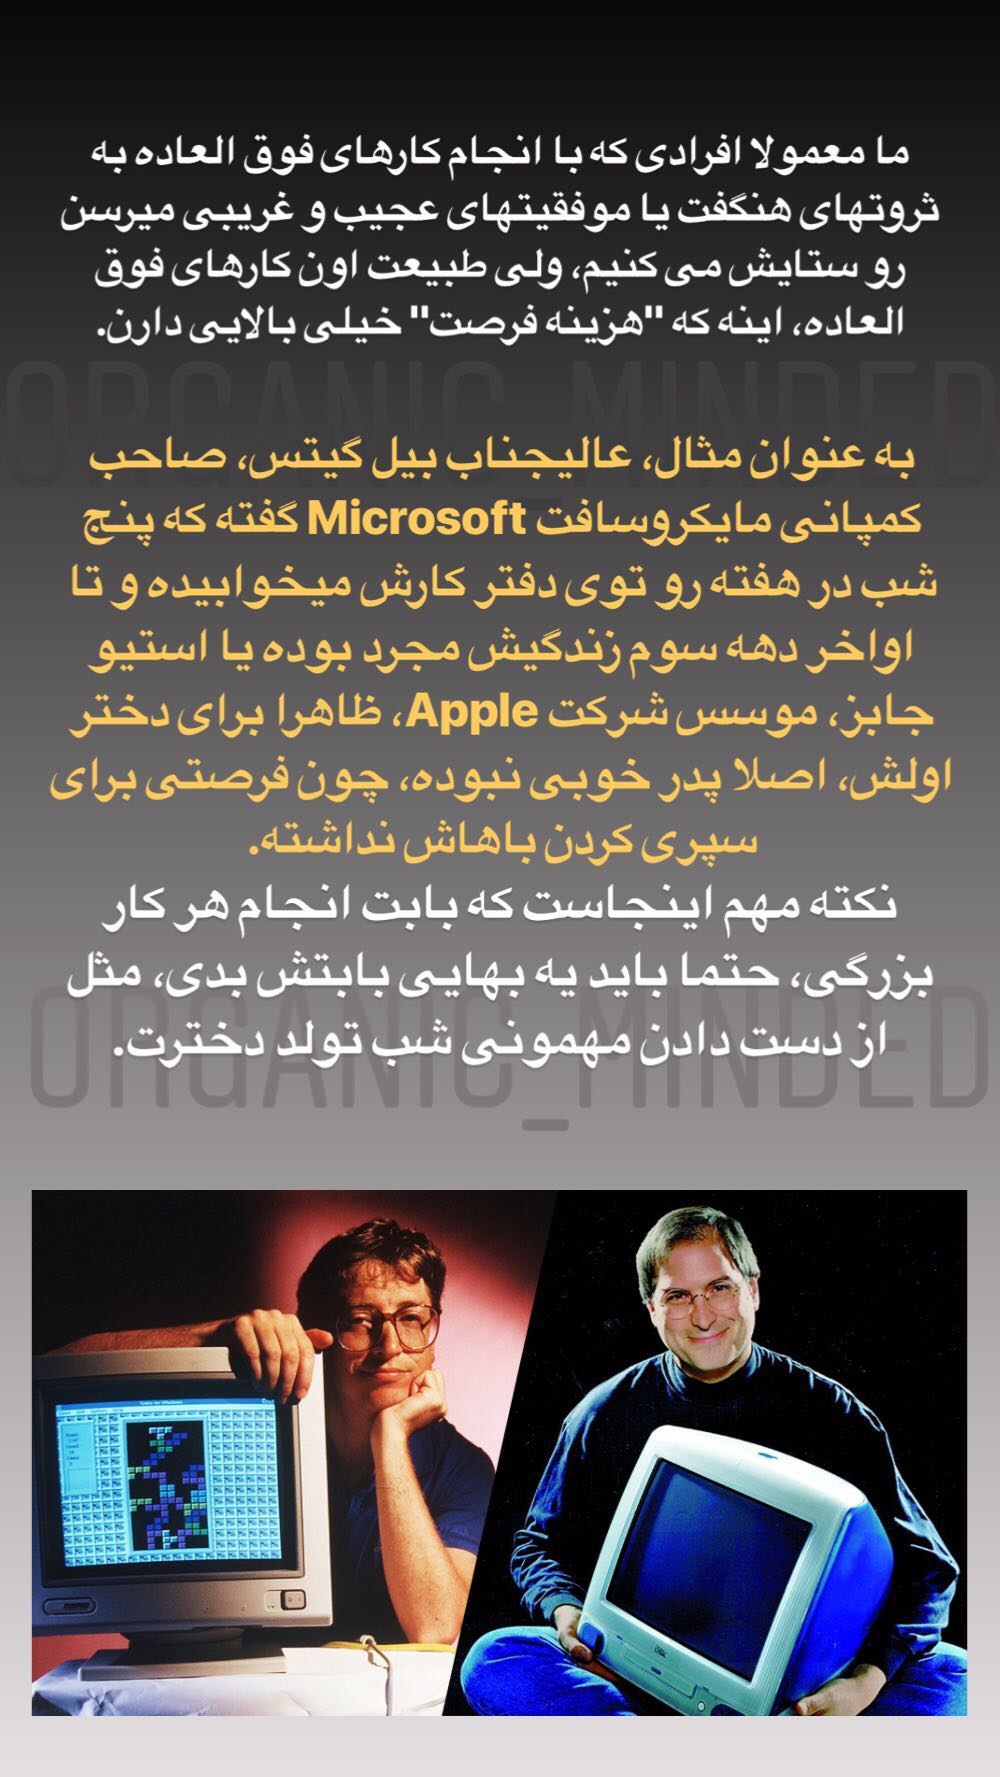 ما معمولا افرادی که با انجام کارهای فوق العاده به
ثروتهای هنگفت یا موفقیتهای عجیب و غریبی میرسن
رو ستایش می کنیم، ولی طبیعت اون کارهای فوق
العاده، اینه که "هزینه فرصت" خیلی بالایی دارن.
ORGANIC_MINDED
به عنوان مثال، عالیجناب بیل گیتس، صاحب
کمپانی مایکروسافت Microsoft گفته که پنج
شب در هفته رو توی دفتر کارش میخوابیده و تا
اواخر دهه سوم زندگیش مجرد بوده یا استیو
جابز، موسس شرکت Apple، ظاهرا برای دختر
اولش، اصلا پدر خوبی نبوده، چون فرصتی برای
سپری کردن باهاش نداشته.
نکته مهم اینجاست که بابت انجام هر کار
بزرگی، حتما باید یه بهایی بابتش بدی، مثل
از دست دادن مهمونی شب تولد دخترت.
ORGANIC_MINDED